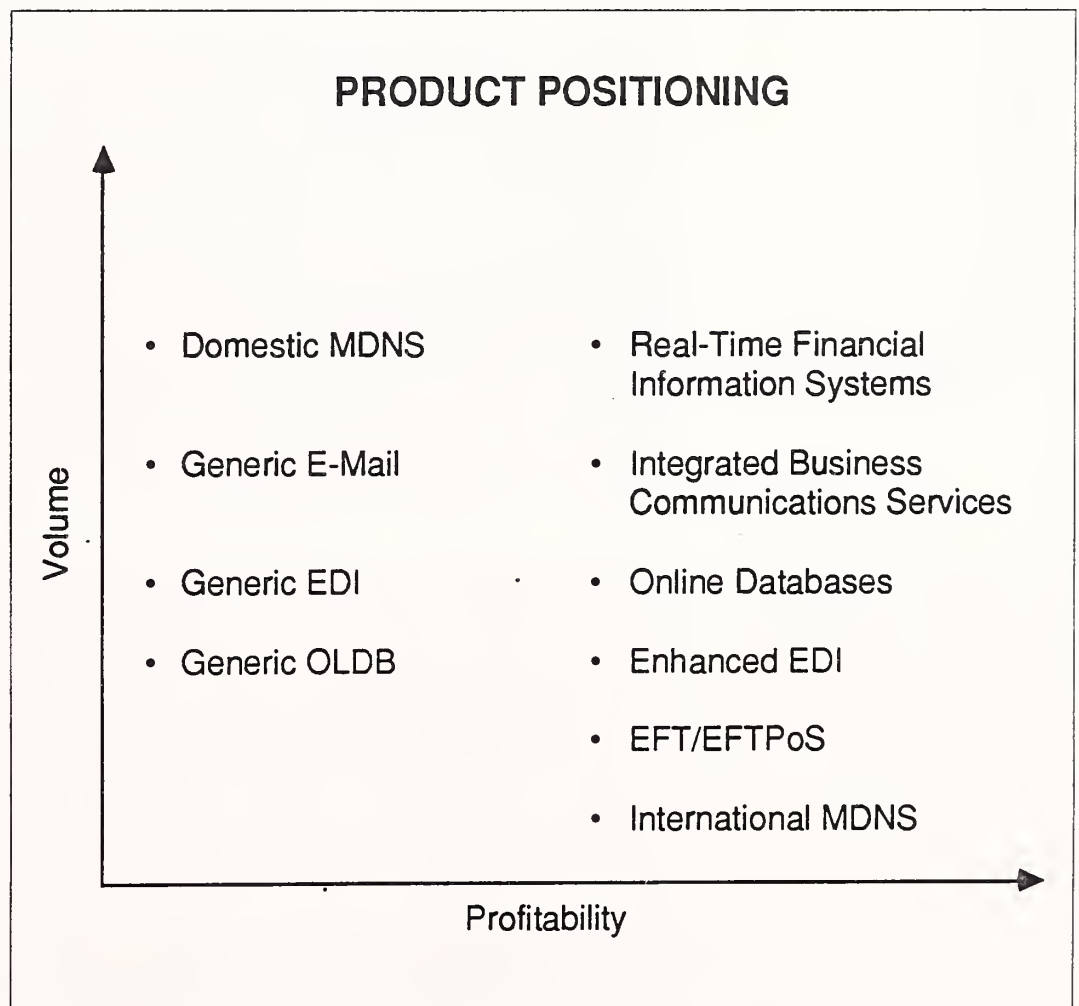 PRODUCT POSITIONING
Volume
• Domestic MDNS
• Generic E-Mail
• Generic EDI
• Generic OLDB
• Real-Time Financial
Information Systems
• Integrated Business
Communications Services
• Online Databases
• Enhanced EDI
• EFT/EFTPoS
• International MDNS
Profitability